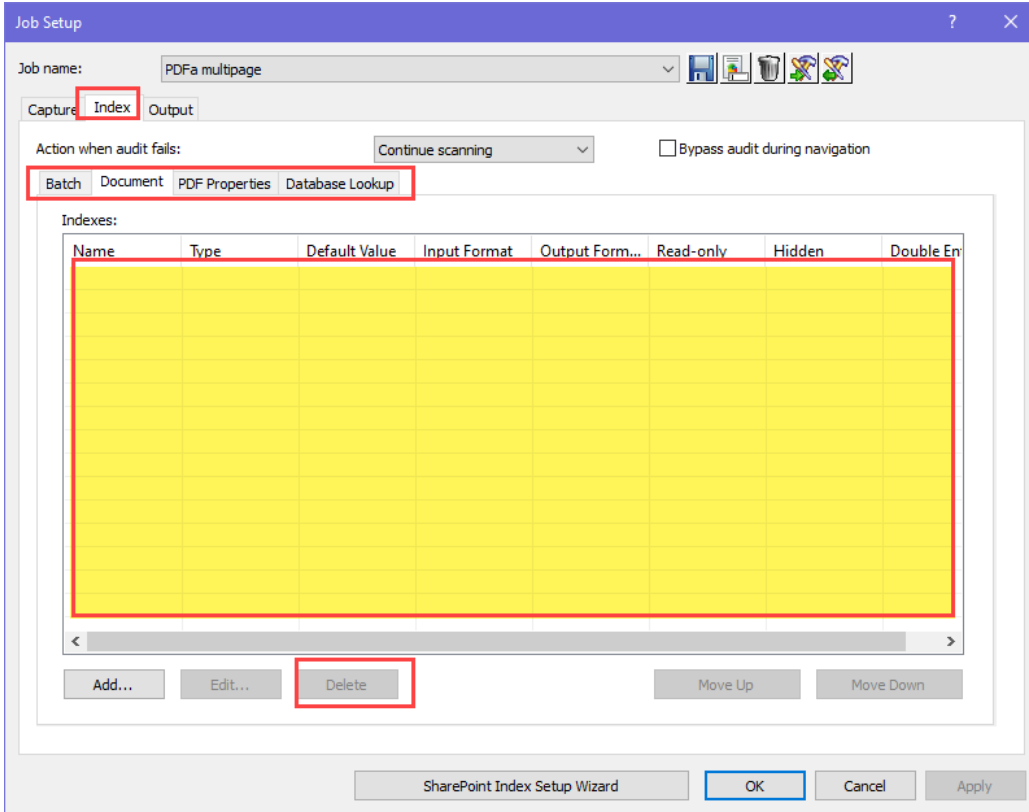 Job Setup ?
Job name: PDFa multipage
Capture Index Output
Action when audit fails: Continue scanning Bypass audit during navigation
Batch Document PDF Properties Database Lookup
Indexes:
Name Type Default Value Input Format Output Form... Read-only Hidden Double En
Add... Edit... Delete Move Up Move Down
SharePoint Index Setup Wizard OK Cancel Apply